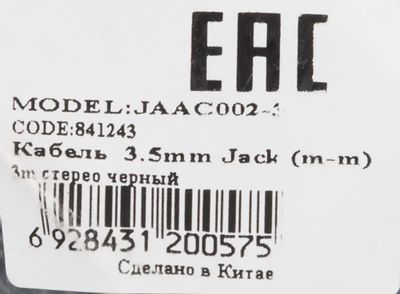 EAC
MODEL:JAAC002-3
CODE:841243
Кабель 3.5mm Jack (m-m)
3m стерео черный
6 928431 200575
Сделано в Китае